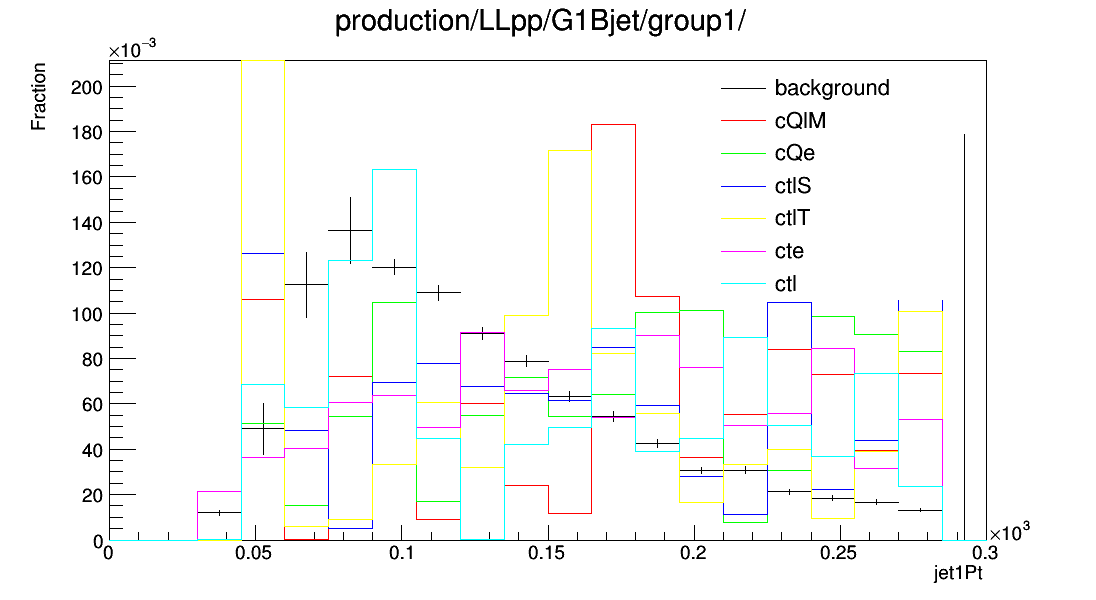 production/LLpp/G1Bjet/group1/
×10⁻³
Fraction
200
180
160
140
120
100
80
60
40
20
0
background
cQlM
cQe
ctlS
ctlT
cte
ctl
0 0.05 0.1 0.15 0.2 0.25 0.3
×10³
jet1Pt